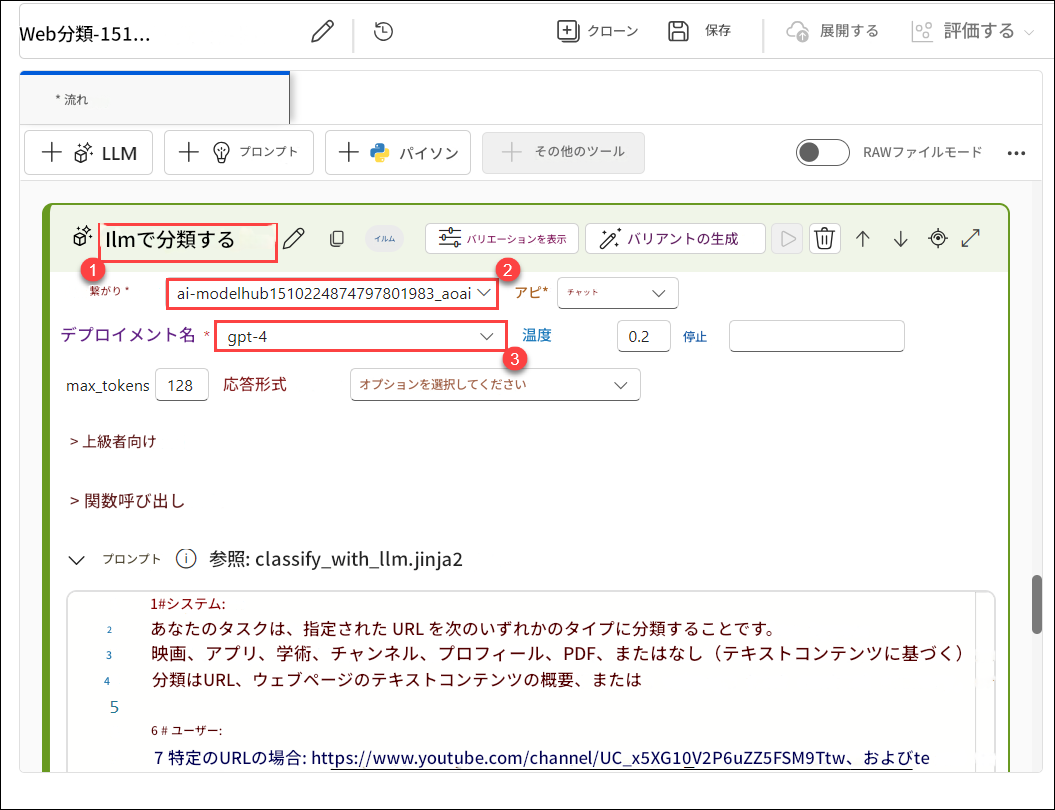 Web分類-151...
クローン
保存
展開する
評価する
* 流れ
LLM
プロンプト
パイソン
その他のツール
RAWファイルモード
llmで分類する
イルム
バリエーションを表示
バリアントの生成
1
繋がり *
ai-modelhub1510224874797801983_aoai
2
アピ*
チャット
デプロイメント名 *
gpt-4
3
温度
0.2
停止
max_tokens
128
応答形式
オプションを選択してください
> 上級者向け
> 関数呼び出し
プロンプト
参照: classify_with_llm.jinja2
1#システム:
2 あなたのタスクは、指定された URL を次のいずれかのタイプに分類することです。
3 映画、アプリ、学術、チャンネル、プロフィール、PDF、またはなし（テキストコンテンツに基づく）
4 分類はURL、ウェブページのテキストコンテンツの概要、または
5
6 # ユーザー:
7 特定のURLの場合: https://www.youtube.com/channel/UC_x5XG10V2P6uZZ5FSM9Ttw、およびte